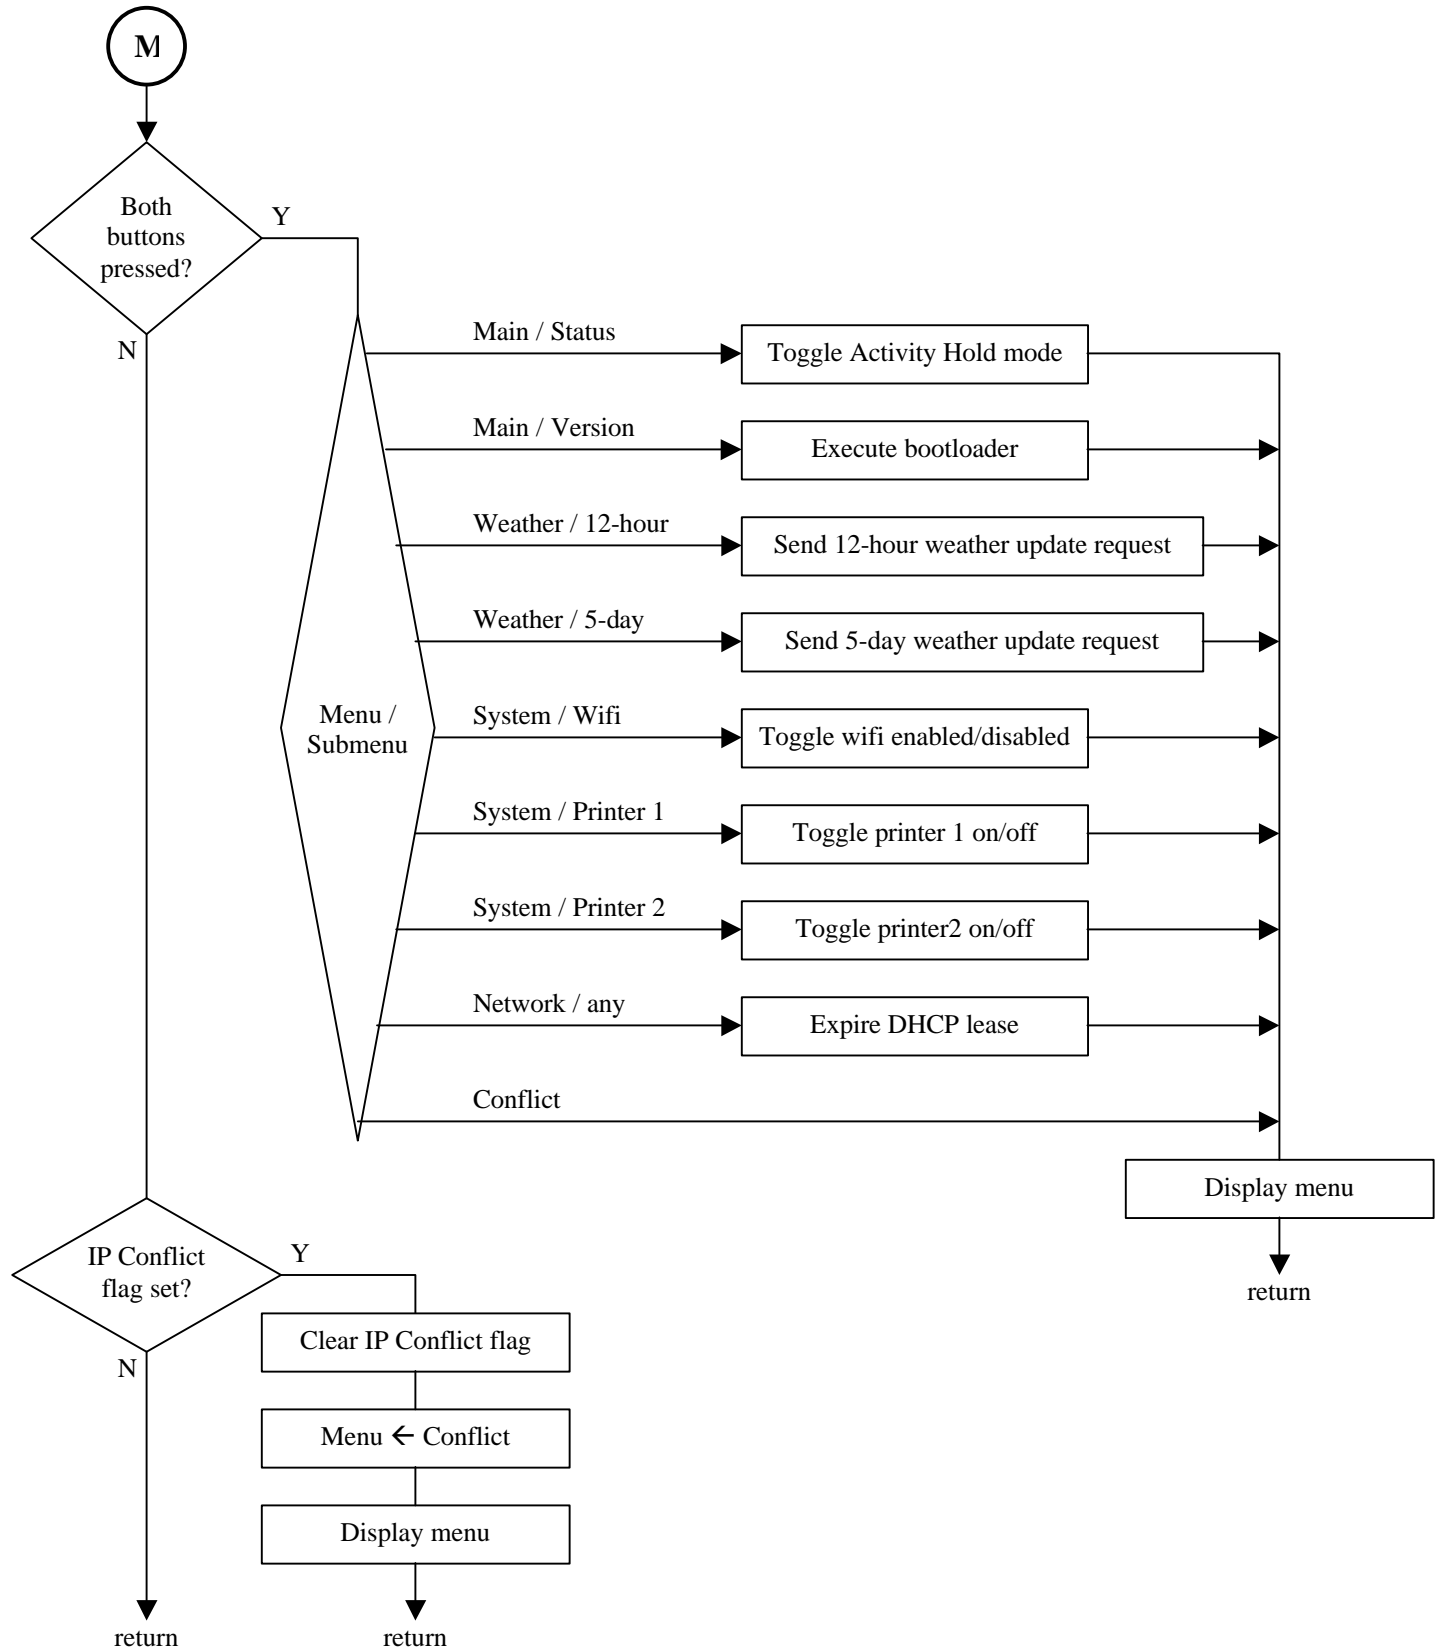 M
Both
buttons
pressed?
Y
N
Menu /
Submenu
Main / Status
Toggle Activity Hold mode
Main / Version
Execute bootloader
Weather / 12-hour
Send 12-hour weather update request
Weather / 5-day
Send 5-day weather update request
System / Wifi
Toggle wifi enabled/disabled
System / Printer 1
Toggle printer 1 on/off
System / Printer 2
Toggle printer2 on/off
Network / any
Expire DHCP lease
Conflict
Display menu
return
IP Conflict
flag set?
Y
N
Clear IP Conflict flag
Menu ← Conflict
Display menu
return
return